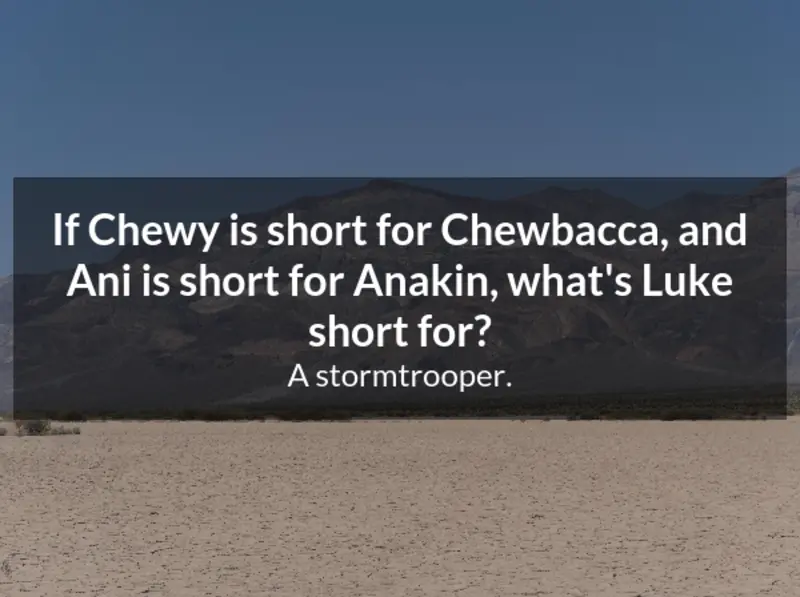 If Chewy is short for Chewbacca, and
Ani is short for Anakin, what's Luke
short for?
A stormtrooper.